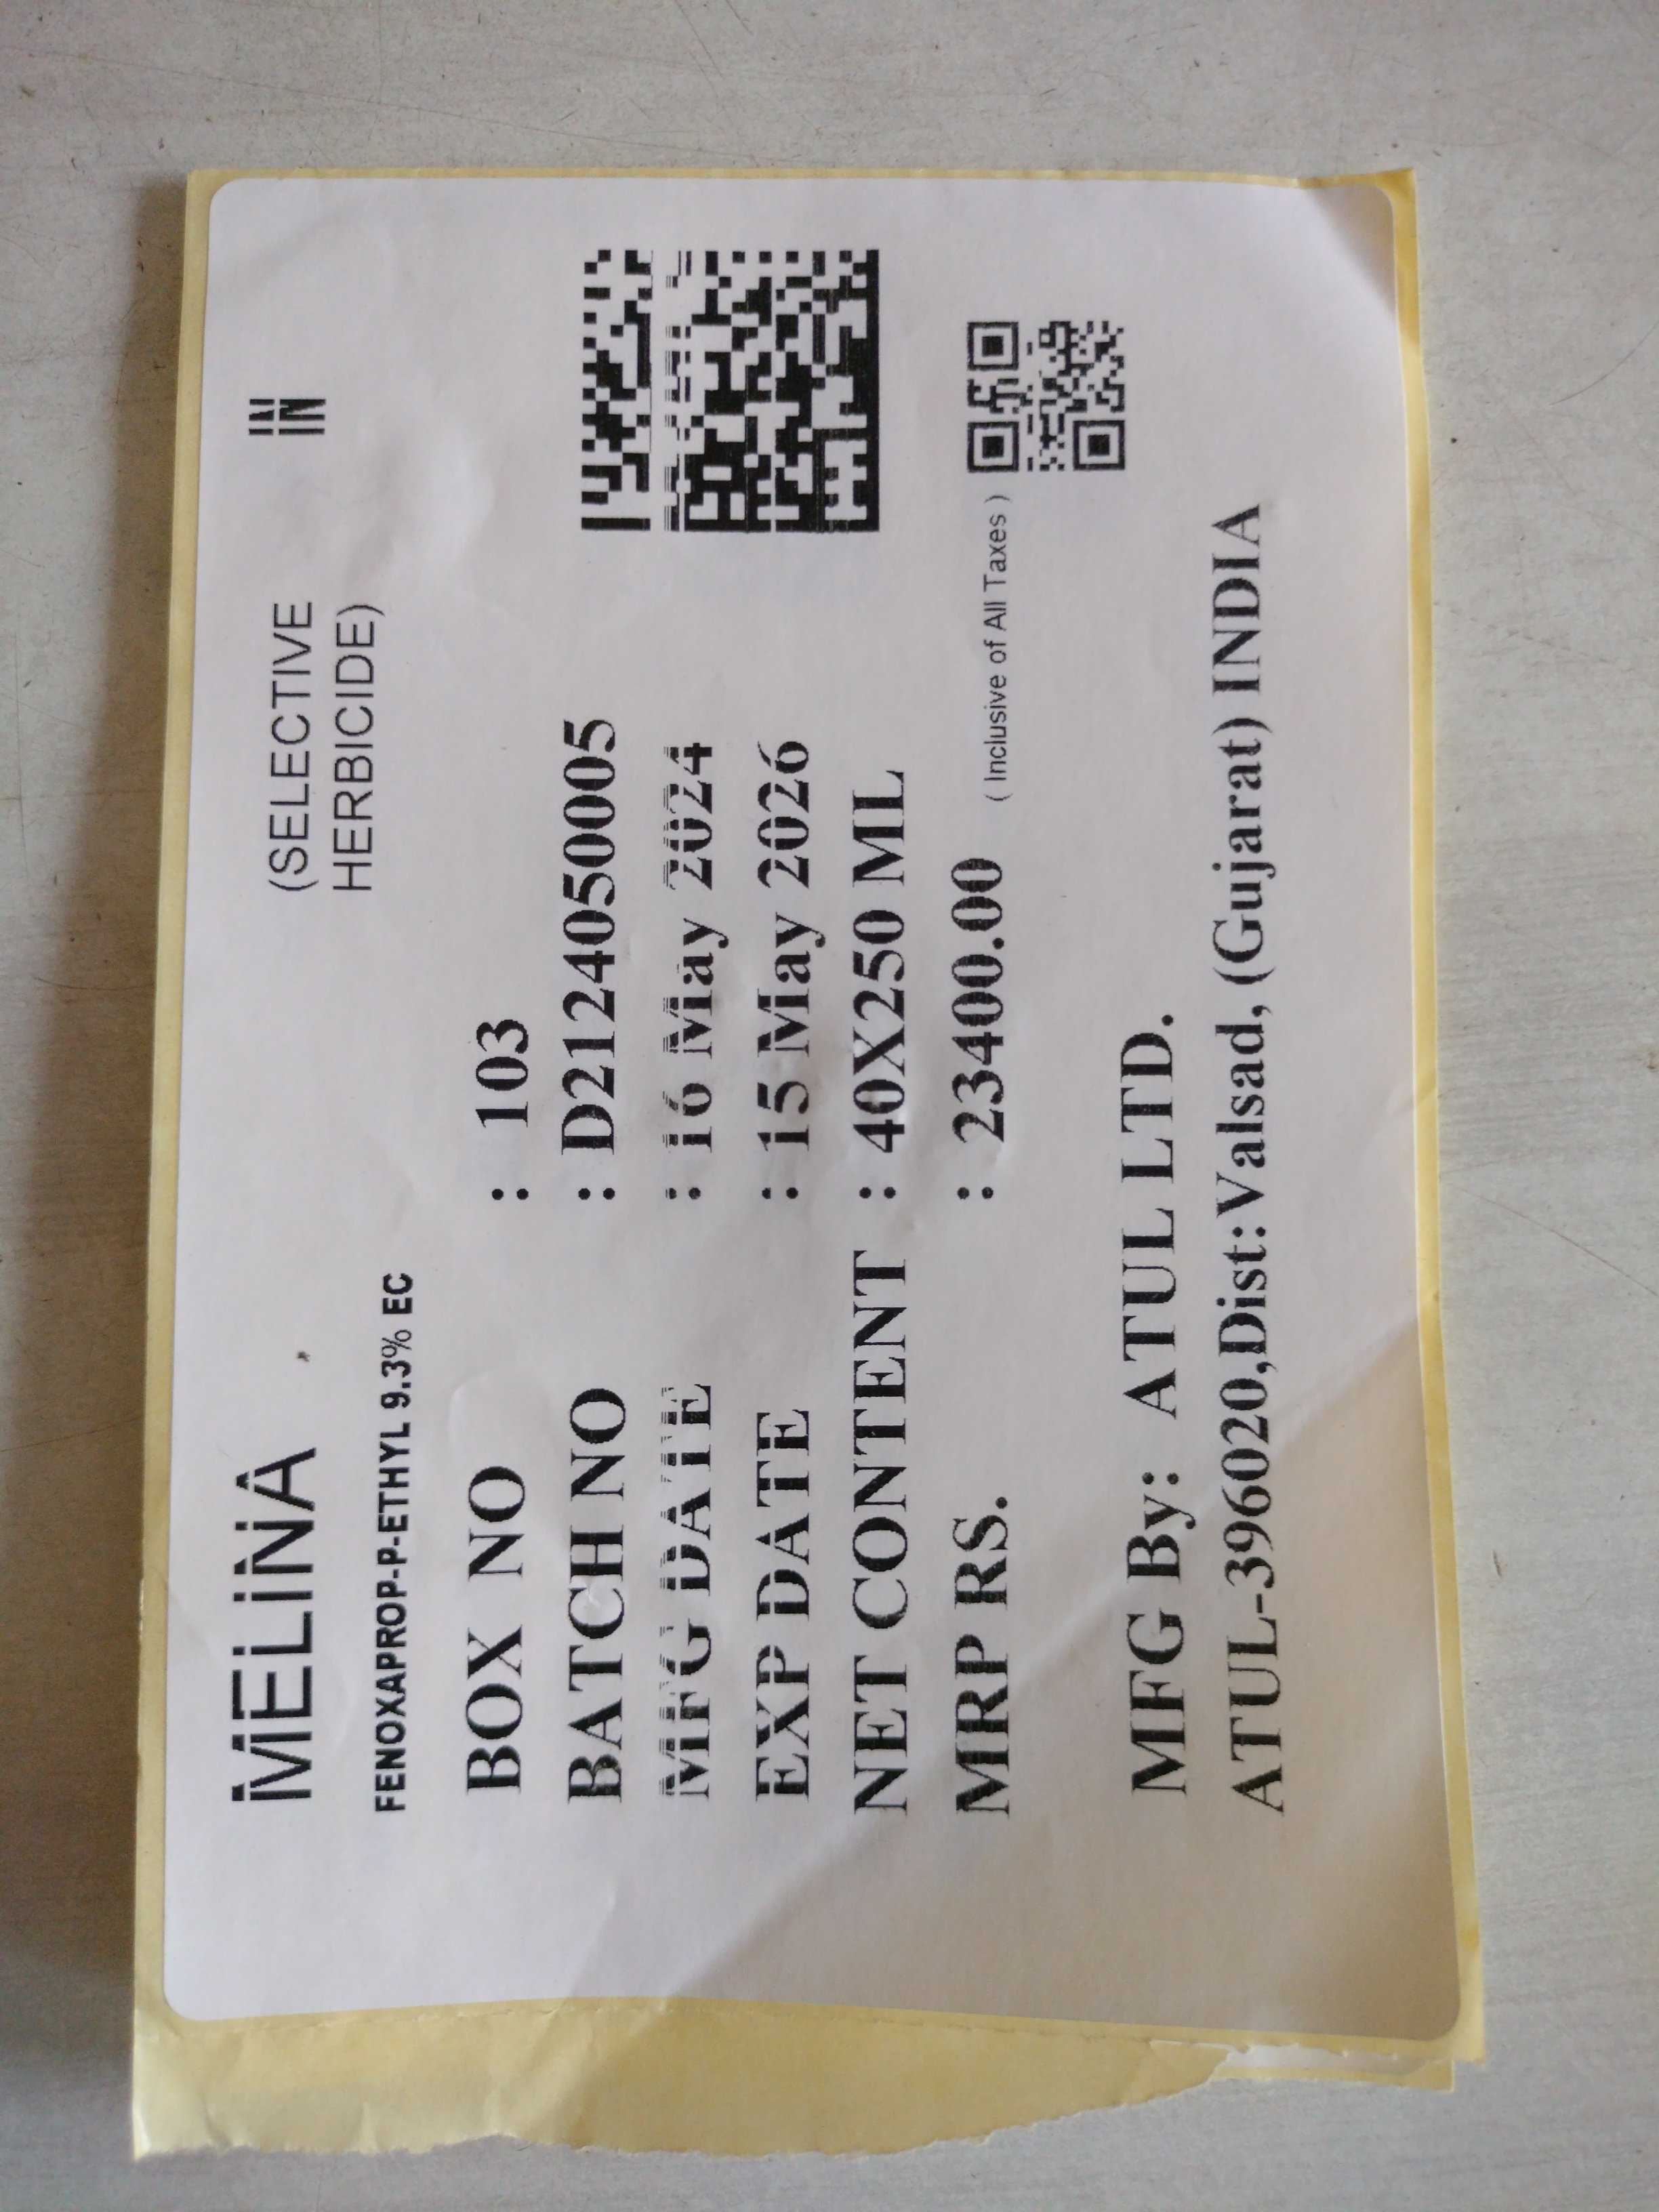 MELINA
(SELECTIVE
HERBICIDE)
IN
FENOXAPROP-P-ETHYL 9.3% EC
BOX NO : 103
BATCH NO : D2124050005
MFG DATE : 16 May 2024
EXP DATE : 15 May 2026
NET CONTENT : 40X250 ML
MRP RS. : 23400.00 ( Inclusive of All Taxes )
MFG By: ATUL LTD.
ATUL-396020,Dist:Valsad, (Gujarat) INDIA